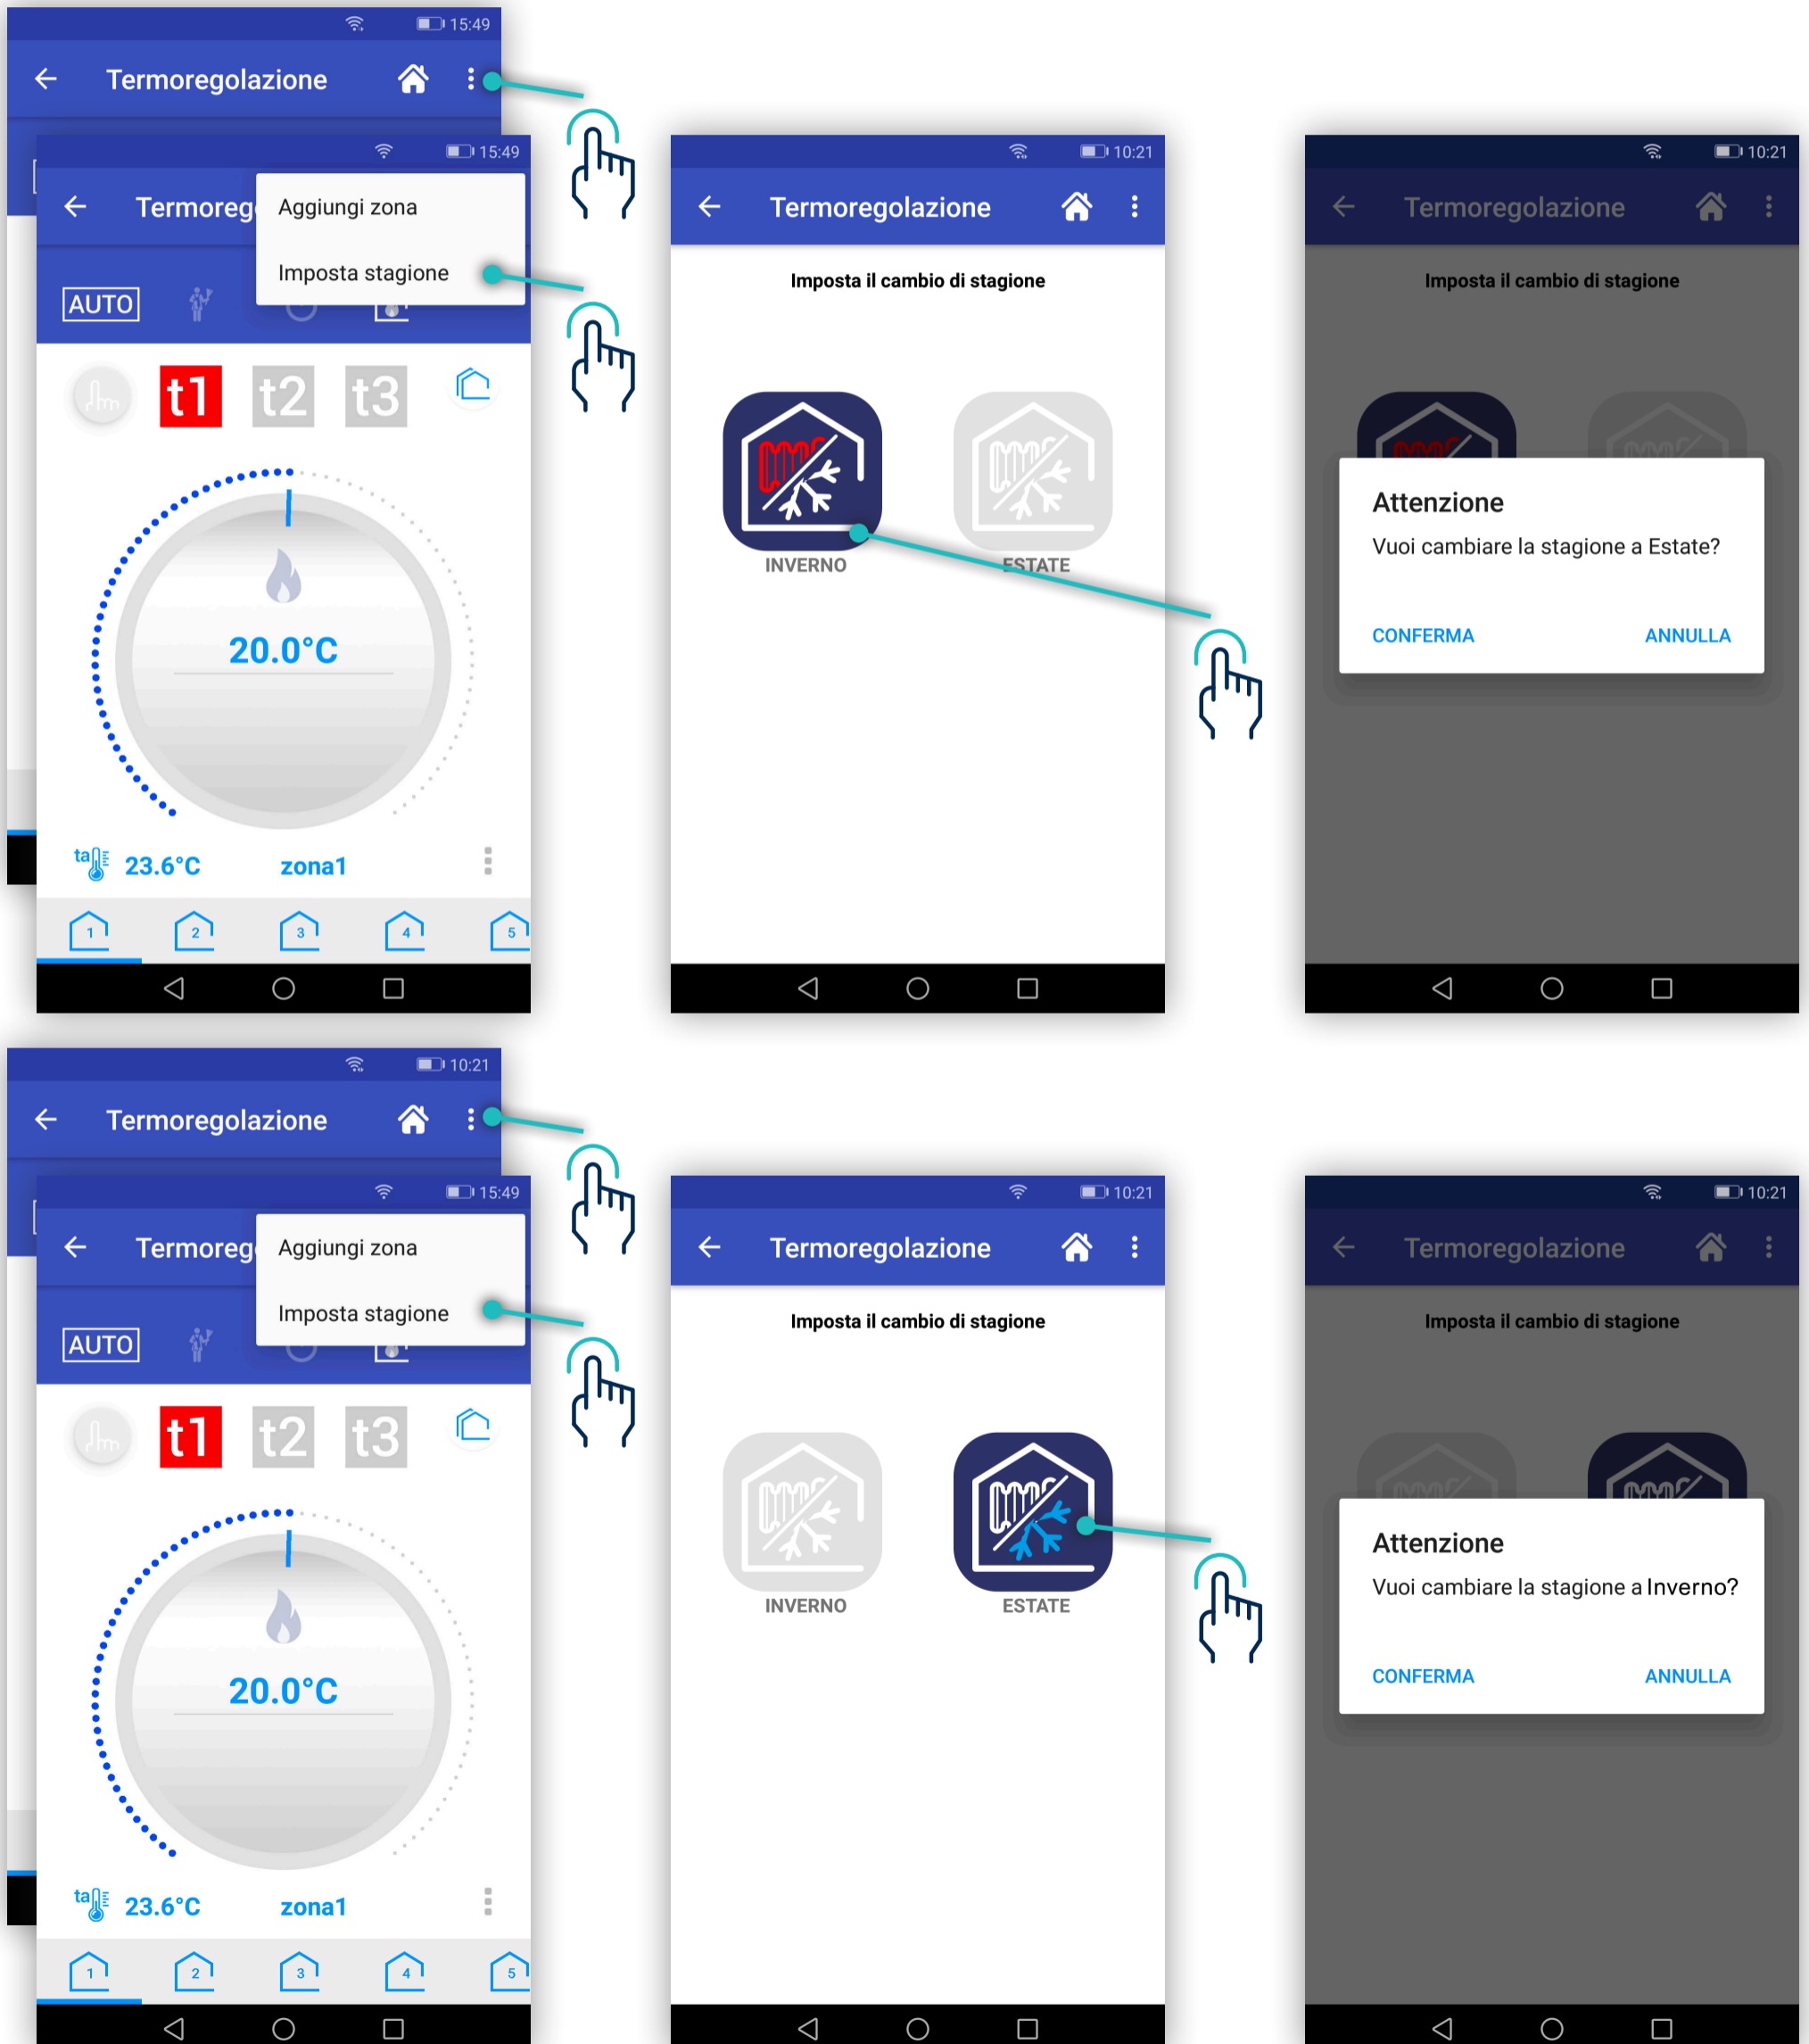 15:49
Termoregolazione
15:49
Termoreg
Aggiungi zona
Imposta stagione
AUTO
t1 t2 t3
20.0°C
ta 23.6°C zona1
1 2 3 4 5
10:21
Termoregolazione
Imposta il cambio di stagione
INVERNO ESTATE
10:21
Termoregolazione
Imposta il cambio di stagione
Attenzione
Vuoi cambiare la stagione a Estate?
CONFERMA ANNULLA
10:21
Termoregolazione
15:49
Termoreg
Aggiungi zona
Imposta stagione
AUTO
t1 t2 t3
20.0°C
ta 23.6°C zona1
1 2 3 4 5
10:21
Termoregolazione
Imposta il cambio di stagione
INVERNO ESTATE
10:21
Termoregolazione
Imposta il cambio di stagione
Attenzione
Vuoi cambiare la stagione a Inverno?
CONFERMA ANNULLA